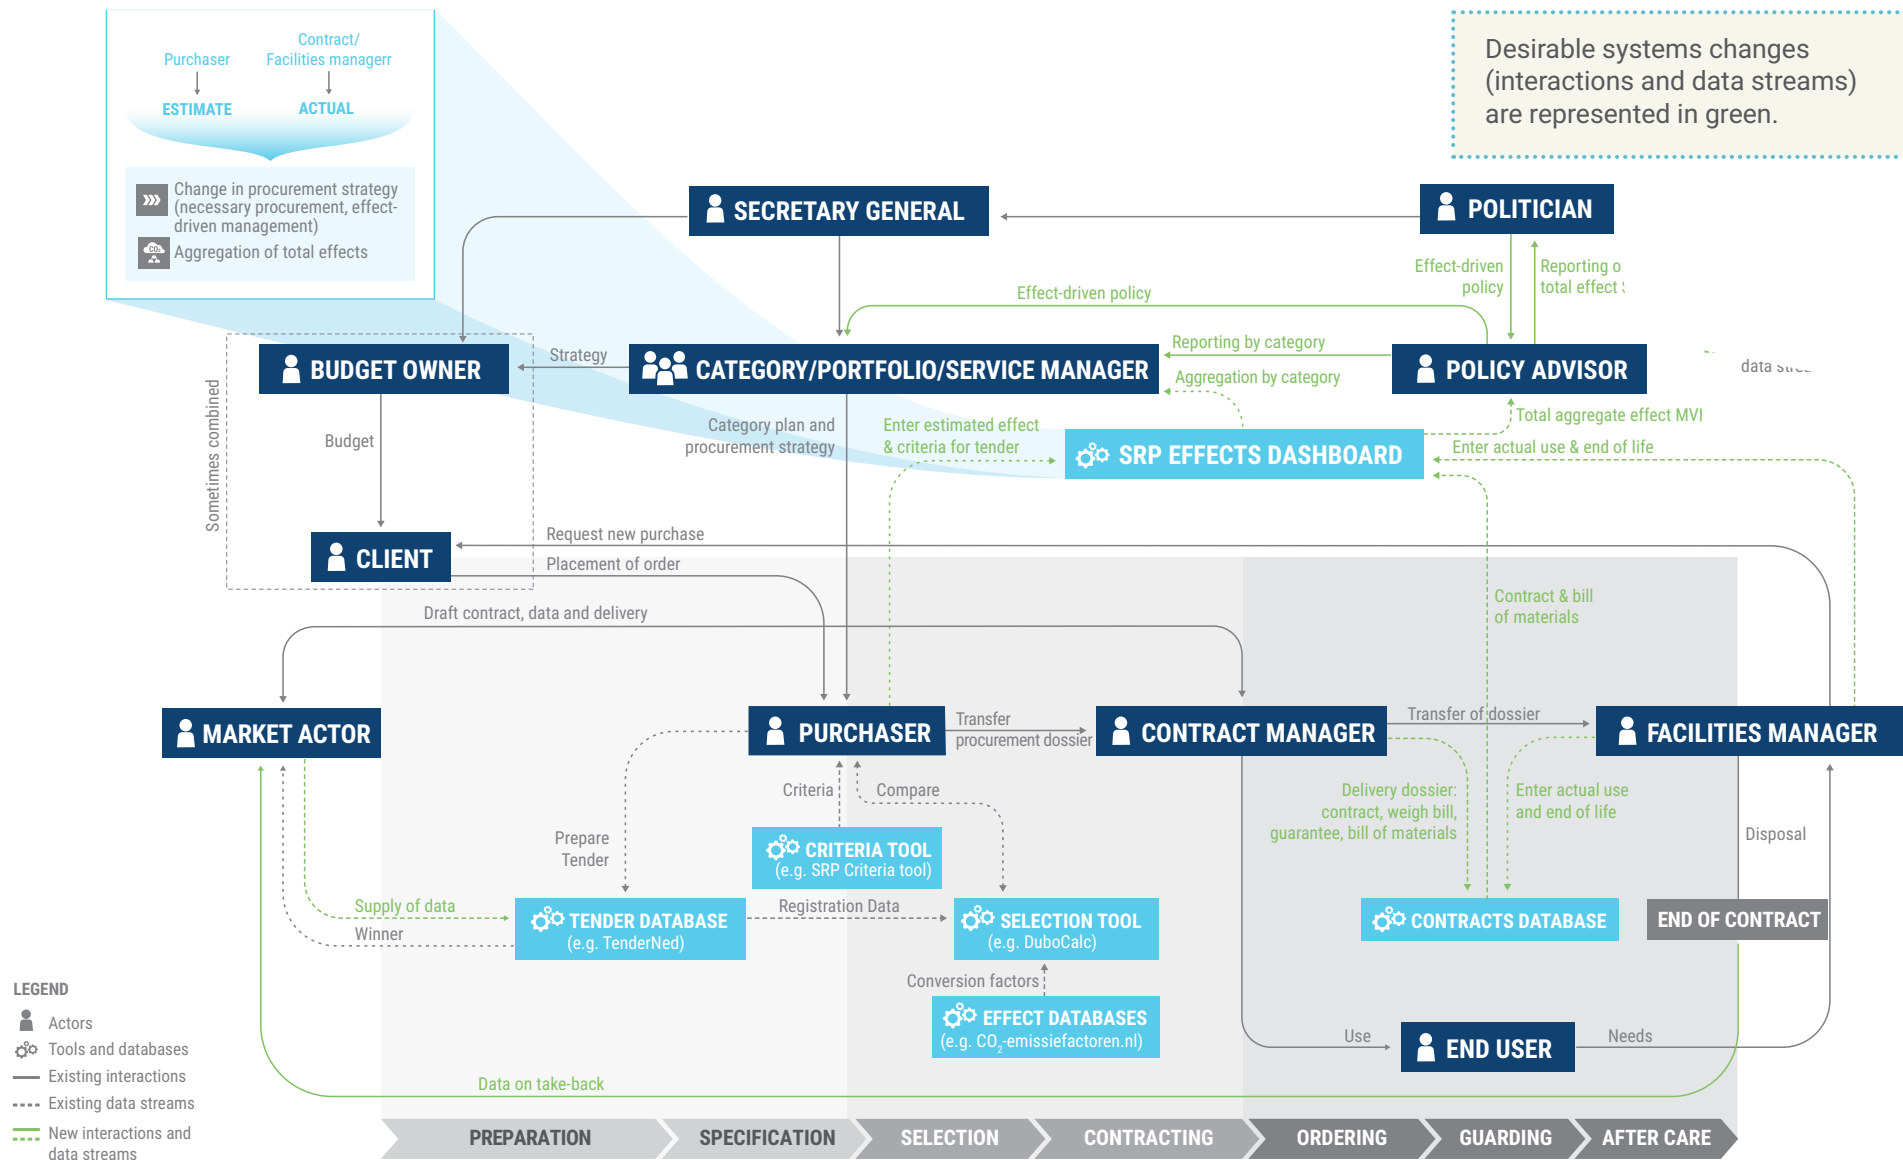 Purchaser
Contract/
Facilities managerr
ESTIMATE
ACTUAL
Change in procurement strategy
(necessary procurement, effect-
driven management)
CO₂
Aggregation of total effects
Desirable systems changes
(interactions and data streams)
are represented in green.
SECRETARY GENERAL
POLITICIAN
Effect-driven
policy
Reporting o
total effect
Effect-driven policy
Sometimes combined
BUDGET OWNER
Strategy
CATEGORY/PORTFOLIO/SERVICE MANAGER
Reporting by category
Aggregation by category
POLICY ADVISOR
data
Budget
Category plan and
procurement strategy
Enter estimated effect
& criteria for tender
SRP EFFECTS DASHBOARD
Total aggregate effect MVI
Enter actual use & end of life
CLIENT
Request new purchase
Placement of order
Draft contract, data and delivery
Contract & bill
of materials
MARKET ACTOR
PURCHASER
Transfer
procurement dossier
CONTRACT MANAGER
Transfer of dossier
FACILITIES MANAGER
Criteria
Compare
Delivery dossier:
contract, weigh bill,
guarantee, bill of materials
Enter actual use
and end of life
Disposal
Prepare
Tender
CRITERIA TOOL
(e.g. SRP Criteria tool)
Supply of data
Winner
TENDER DATABASE
(e.g. TenderNed)
Registration Data
SELECTION TOOL
(e.g. DuboCalc)
CONTRACTS DATABASE
END OF CONTRACT
Conversion factors
EFFECT DATABASES
(e.g. CO₂-emissiefactoren.nl)
Use
END USER
Needs
Data on take-back
LEGEND
Actors
Tools and databases
Existing interactions
Existing data streams
New interactions and
data streams
PREPARATION
SPECIFICATION
SELECTION
CONTRACTING
ORDERING
GUARDING
AFTER CARE